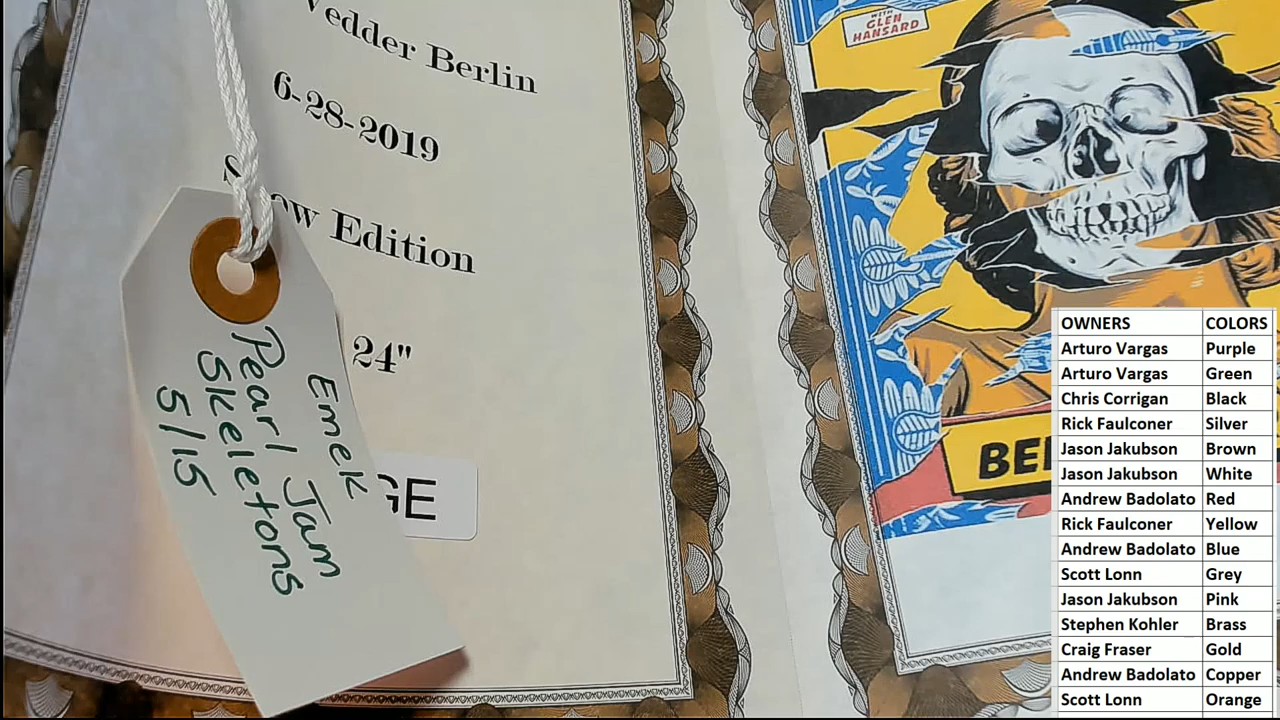 Vedder Berlin
6-28-2019
ow Edition
24"
GE
Emek
Pearl Jam
Skeletons
5/15
WITH
GLEN
HANSARD
BE
OWNERS COLORS
Arturo Vargas Purple
Arturo Vargas Green
Chris Corrigan Black
Rick Faulconer Silver
Jason Jakubson Brown
Jason Jakubson White
Andrew Badolato Red
Rick Faulconer Yellow
Andrew Badolato Blue
Scott Lonn Grey
Jason Jakubson Pink
Stephen Kohler Brass
Craig Fraser Gold
Andrew Badolato Copper
Scott Lonn Orange